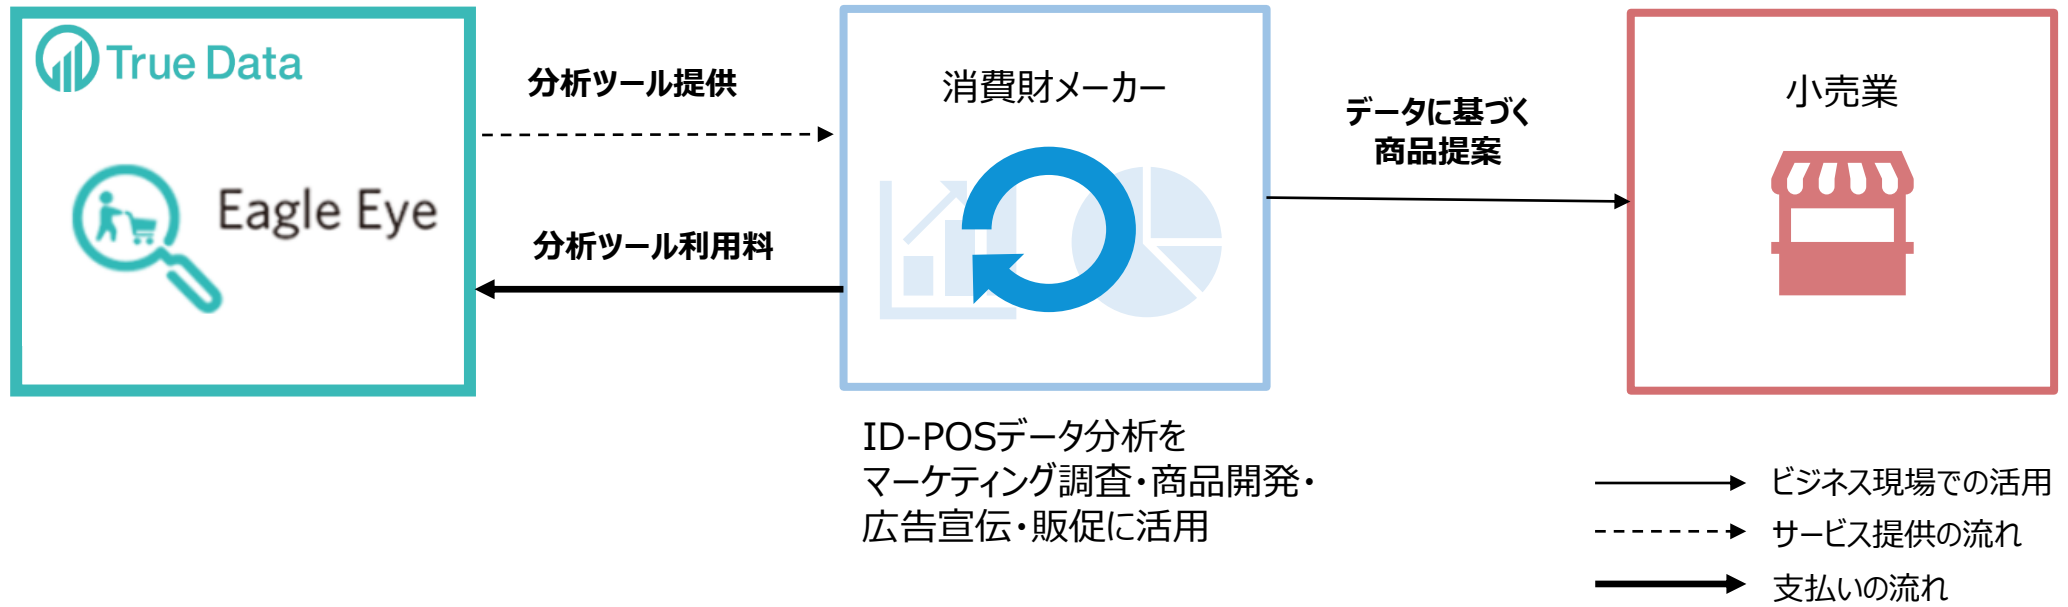 True Data
Eagle Eye
分析ツール提供
分析ツール利用料
消費財メーカー
データに基づく
商品提案
小売業
ID-POSデータ分析を
マーケティング調査・商品開発・
広告宣伝・販促に活用
ビジネス現場での活用
サービス提供の流れ
支払いの流れ